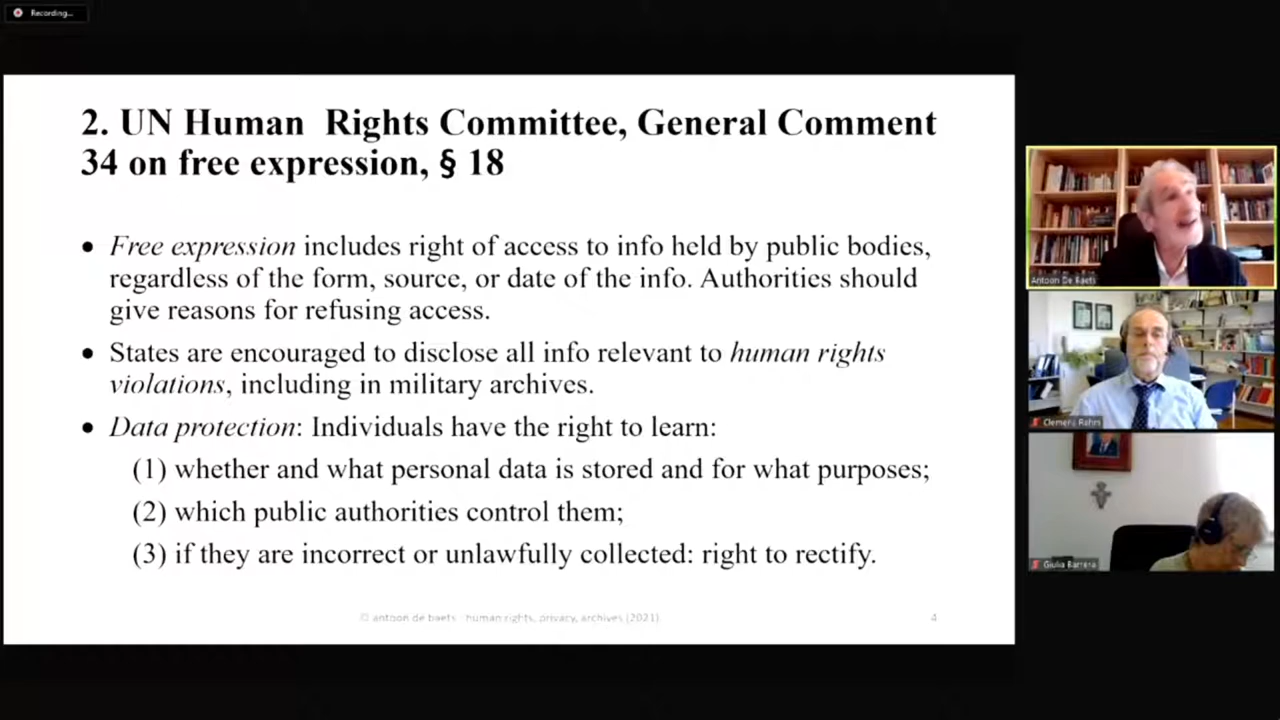 Recording...
2. UN Human Rights Committee, General Comment
34 on free expression, § 18
• Free expression includes right of access to info held by public bodies,
regardless of the form, source, or date of the info. Authorities should
give reasons for refusing access.
• States are encouraged to disclose all info relevant to human rights
violations, including in military archives.
• Data protection: Individuals have the right to learn:
(1) whether and what personal data is stored and for what purposes;
(2) which public authorities control them;
(3) if they are incorrect or unlawfully collected: right to rectify.
© antoon de baets - human rights, privacy, archives (2021)
4
Antoon De Baets
Clemens Rehm
Giulia Barrera